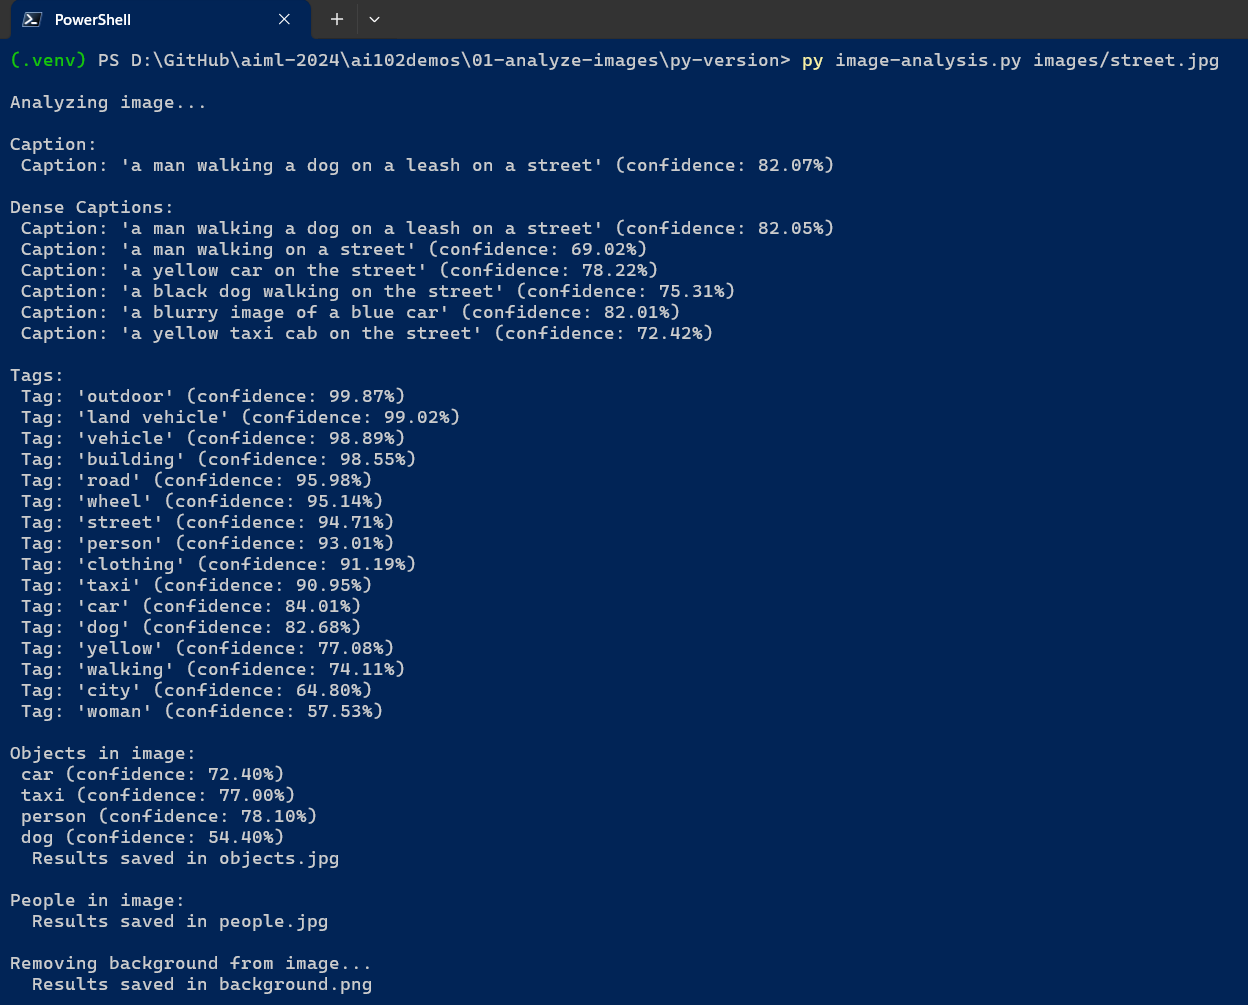 PowerShell
(.venv) PS D:\GitHub\aiml-2024\ai102demos\01-analyze-images\py-version> py image-analysis.py images/street.jpg
Analyzing image...
Caption:
Caption: 'a man walking a dog on a leash on a street' (confidence: 82.07%)
Dense Captions:
Caption: 'a man walking a dog on a leash on a street' (confidence: 82.05%)
Caption: 'a man walking on a street' (confidence: 69.02%)
Caption: 'a yellow car on the street' (confidence: 78.22%)
Caption: 'a black dog walking on the street' (confidence: 75.31%)
Caption: 'a blurry image of a blue car' (confidence: 82.01%)
Caption: 'a yellow taxi cab on the street' (confidence: 72.42%)
Tags:
Tag: 'outdoor' (confidence: 99.87%)
Tag: 'land vehicle' (confidence: 99.02%)
Tag: 'vehicle' (confidence: 98.89%)
Tag: 'building' (confidence: 98.55%)
Tag: 'road' (confidence: 95.98%)
Tag: 'wheel' (confidence: 95.14%)
Tag: 'street' (confidence: 94.71%)
Tag: 'person' (confidence: 93.01%)
Tag: 'clothing' (confidence: 91.19%)
Tag: 'taxi' (confidence: 90.95%)
Tag: 'car' (confidence: 84.01%)
Tag: 'dog' (confidence: 82.68%)
Tag: 'yellow' (confidence: 77.08%)
Tag: 'walking' (confidence: 74.11%)
Tag: 'city' (confidence: 64.80%)
Tag: 'woman' (confidence: 57.53%)
Objects in image:
car (confidence: 72.40%)
taxi (confidence: 77.00%)
person (confidence: 78.10%)
dog (confidence: 54.40%)
Results saved in objects.jpg
People in image:
Results saved in people.jpg
Removing background from image...
Results saved in background.png